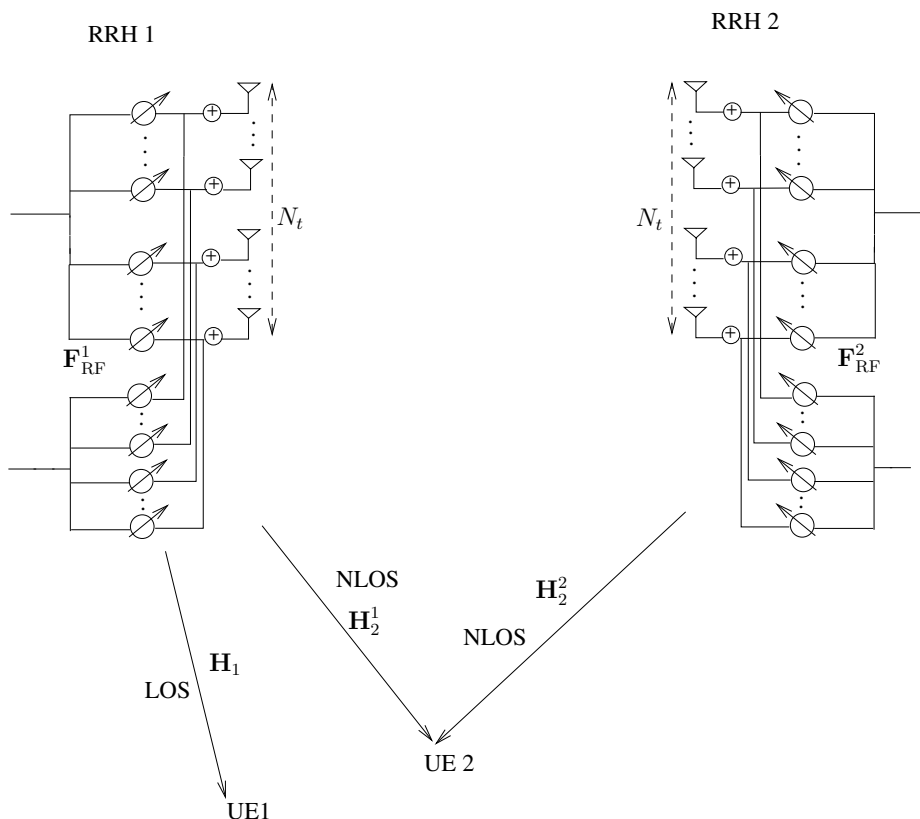 RRH 1
RRH 2
N_t
N_t
F^1_RF
F^2_RF
NLOS
H^1_2
H^2_2
NLOS
H_1
LOS
UE 2
UE1